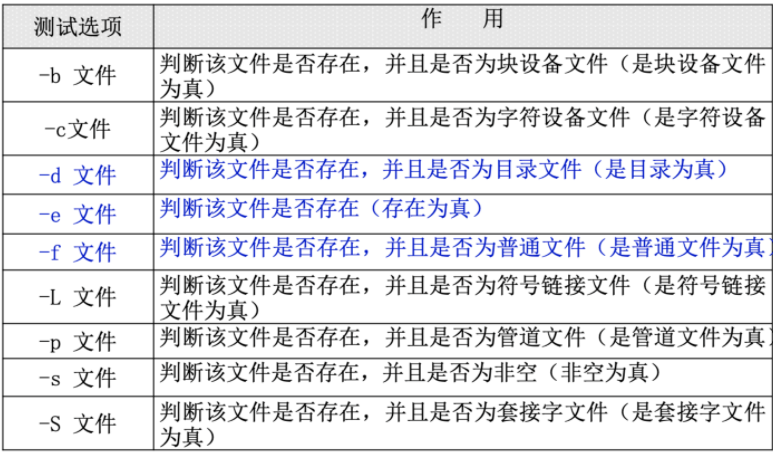 测试选项 作 用
-b 文件 判断该文件是否存在，并且是否为块设备文件（是块设备文件
为真）
-c文件 判断该文件是否存在，并且是否为字符设备文件（是字符设备
文件为真）
-d 文件 判断该文件是否存在，并且是否为目录文件（是目录为真）
-e 文件 判断该文件是否存在（存在为真）
-f 文件 判断该文件是否存在，并且是否为普通文件（是普通文件为真）
-L 文件 判断该文件是否存在，并且是否为符号链接文件（是符号链接
文件为真）
-p 文件 判断该文件是否存在，并且是否为管道文件（是管道文件为真）
-s 文件 判断该文件是否存在，并且是否为非空（非空为真）
-S 文件 判断该文件是否存在，并且是否为套接字文件（是套接字文件
为真）